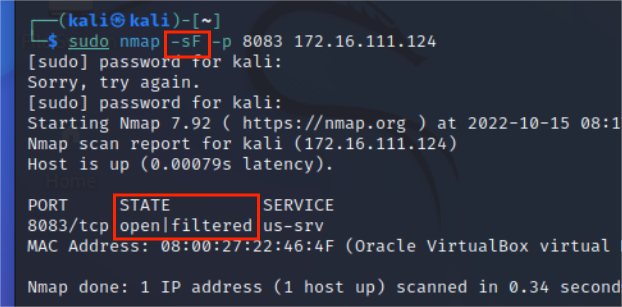 (kali㉿kali)-[~]
$ sudo nmap -sF -p 8083 172.16.111.124
[sudo] password for kali:
Sorry, try again.
[sudo] password for kali:
Starting Nmap 7.92 ( https://nmap.org ) at 2022-10-15 08:1
Nmap scan report for kali (172.16.111.124)
Host is up (0.00079s latency).
Home
PORT STATE SERVICE
8083/tcp open|filtered us-srv
MAC Address: 08:00:27:22:46:4F (Oracle VirtualBox virtual
Nmap done: 1 IP address (1 host up) scanned in 0.34 second